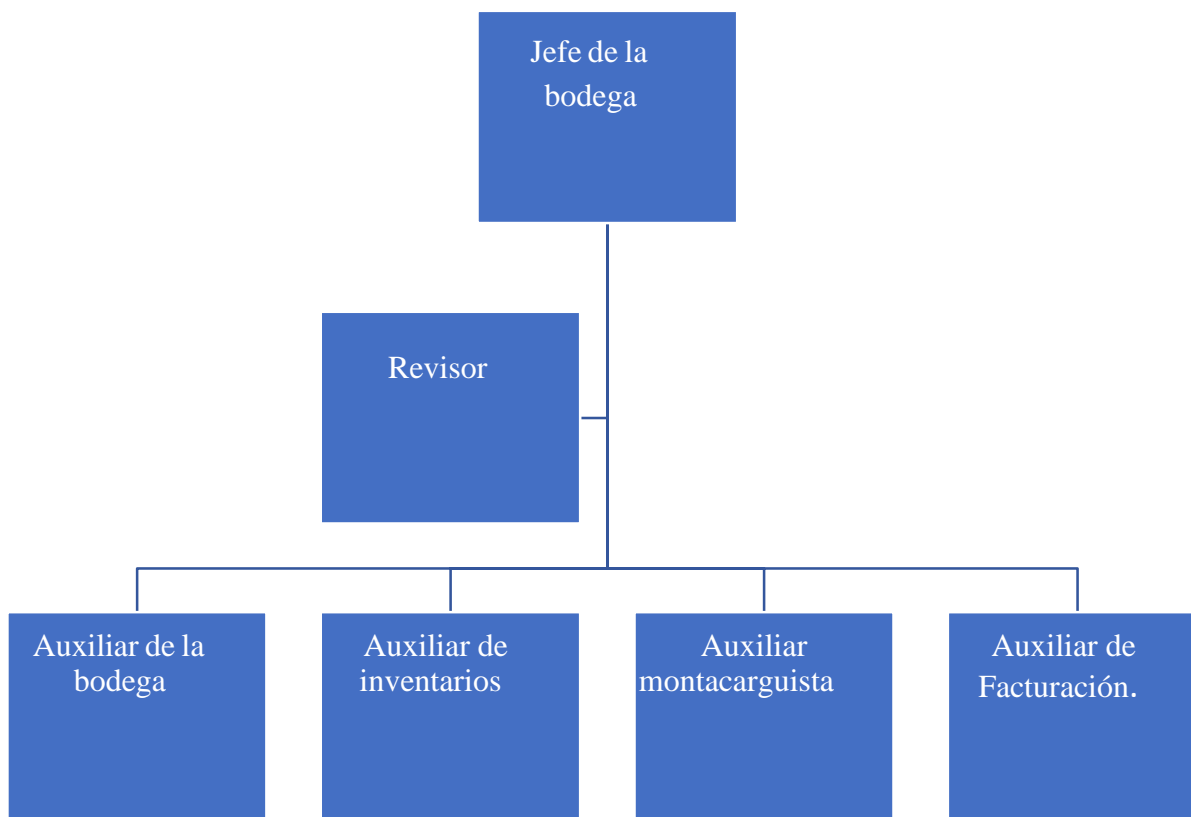 Jefe de la
bodega
Revisor
Auxiliar de la
bodega
Auxiliar de
inventarios
Auxiliar
montacarguista
Auxiliar de
Facturación.